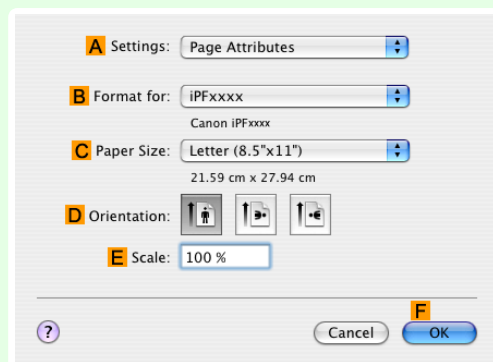 A Settings: Page Attributes
B Format for: iPFxxxx
Canon iPFxxxx
C Paper Size: Letter (8.5"x11")
21.59 cm x 27.94 cm
D Orientation:
E Scale: 100 %
F
? Cancel OK